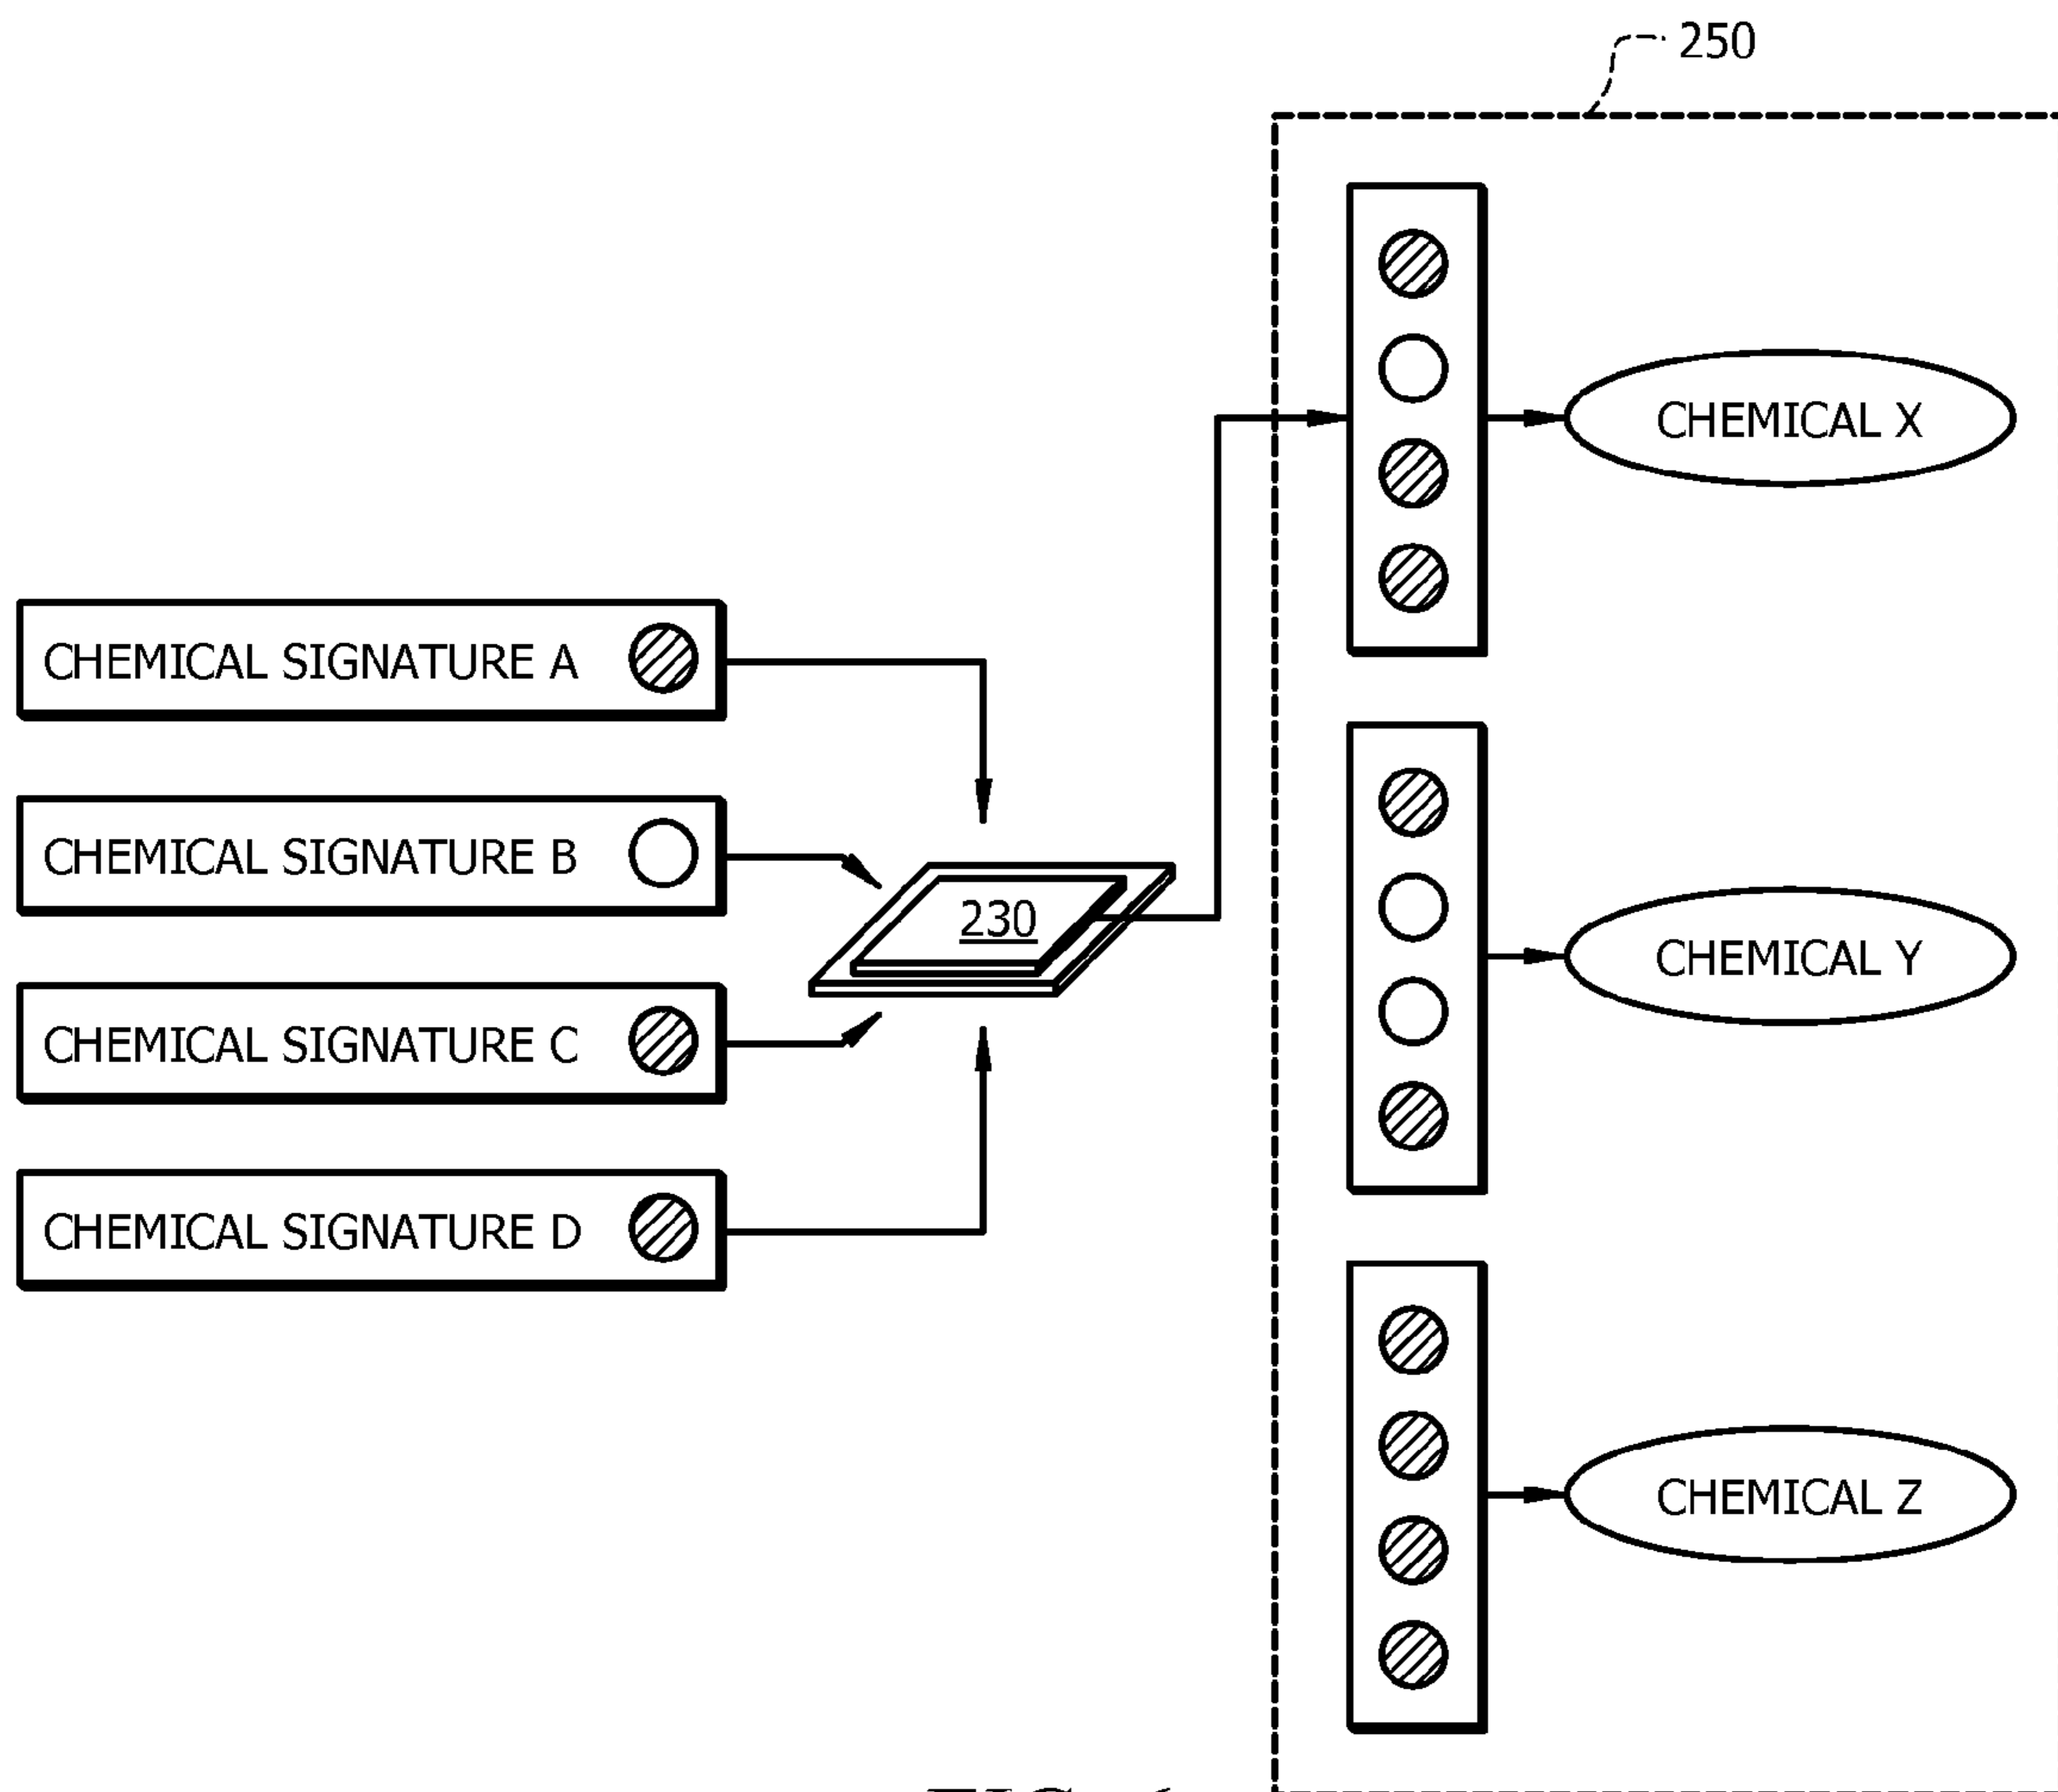 250
CHEMICAL X
CHEMICAL SIGNATURE A
CHEMICAL SIGNATURE B
230
CHEMICAL SIGNATURE C
CHEMICAL Y
CHEMICAL SIGNATURE D
CHEMICAL Z